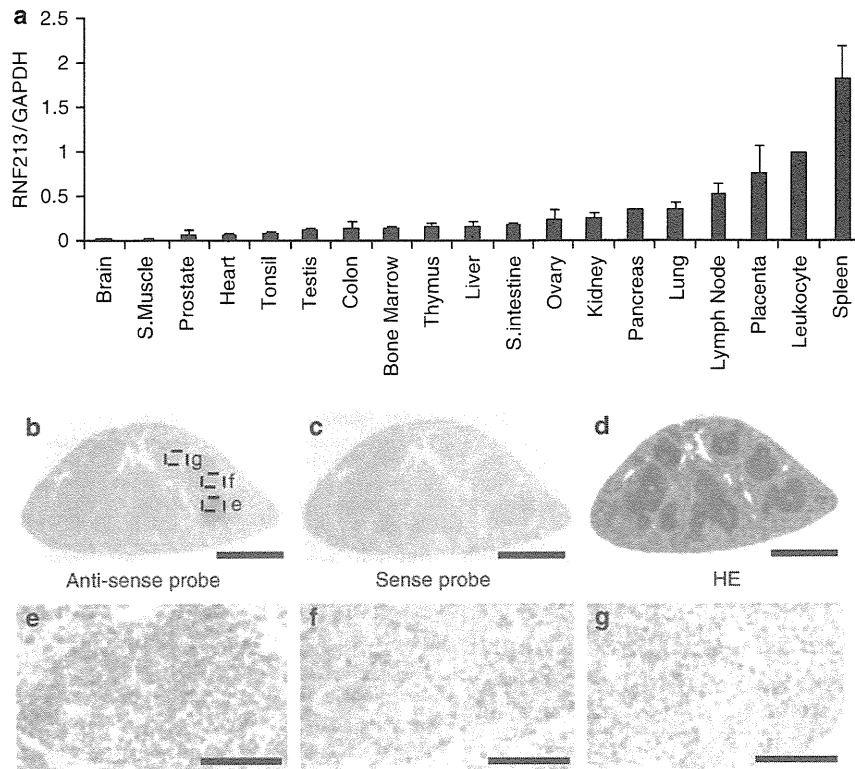 a
RNF213/GAPDH
2.5
2
1.5
1
0.5
0
Brain
S.Muscle
Prostate
Heart
Tonsil
Testis
Colon
Bone Marrow
Thymus
Liver
S.intestine
Ovary
Kidney
Pancreas
Lung
Lymph Node
Placenta
Leukocyte
Spleen
b
g
f
e
c
d
Anti-sense probe
Sense probe
HE
e
f
g